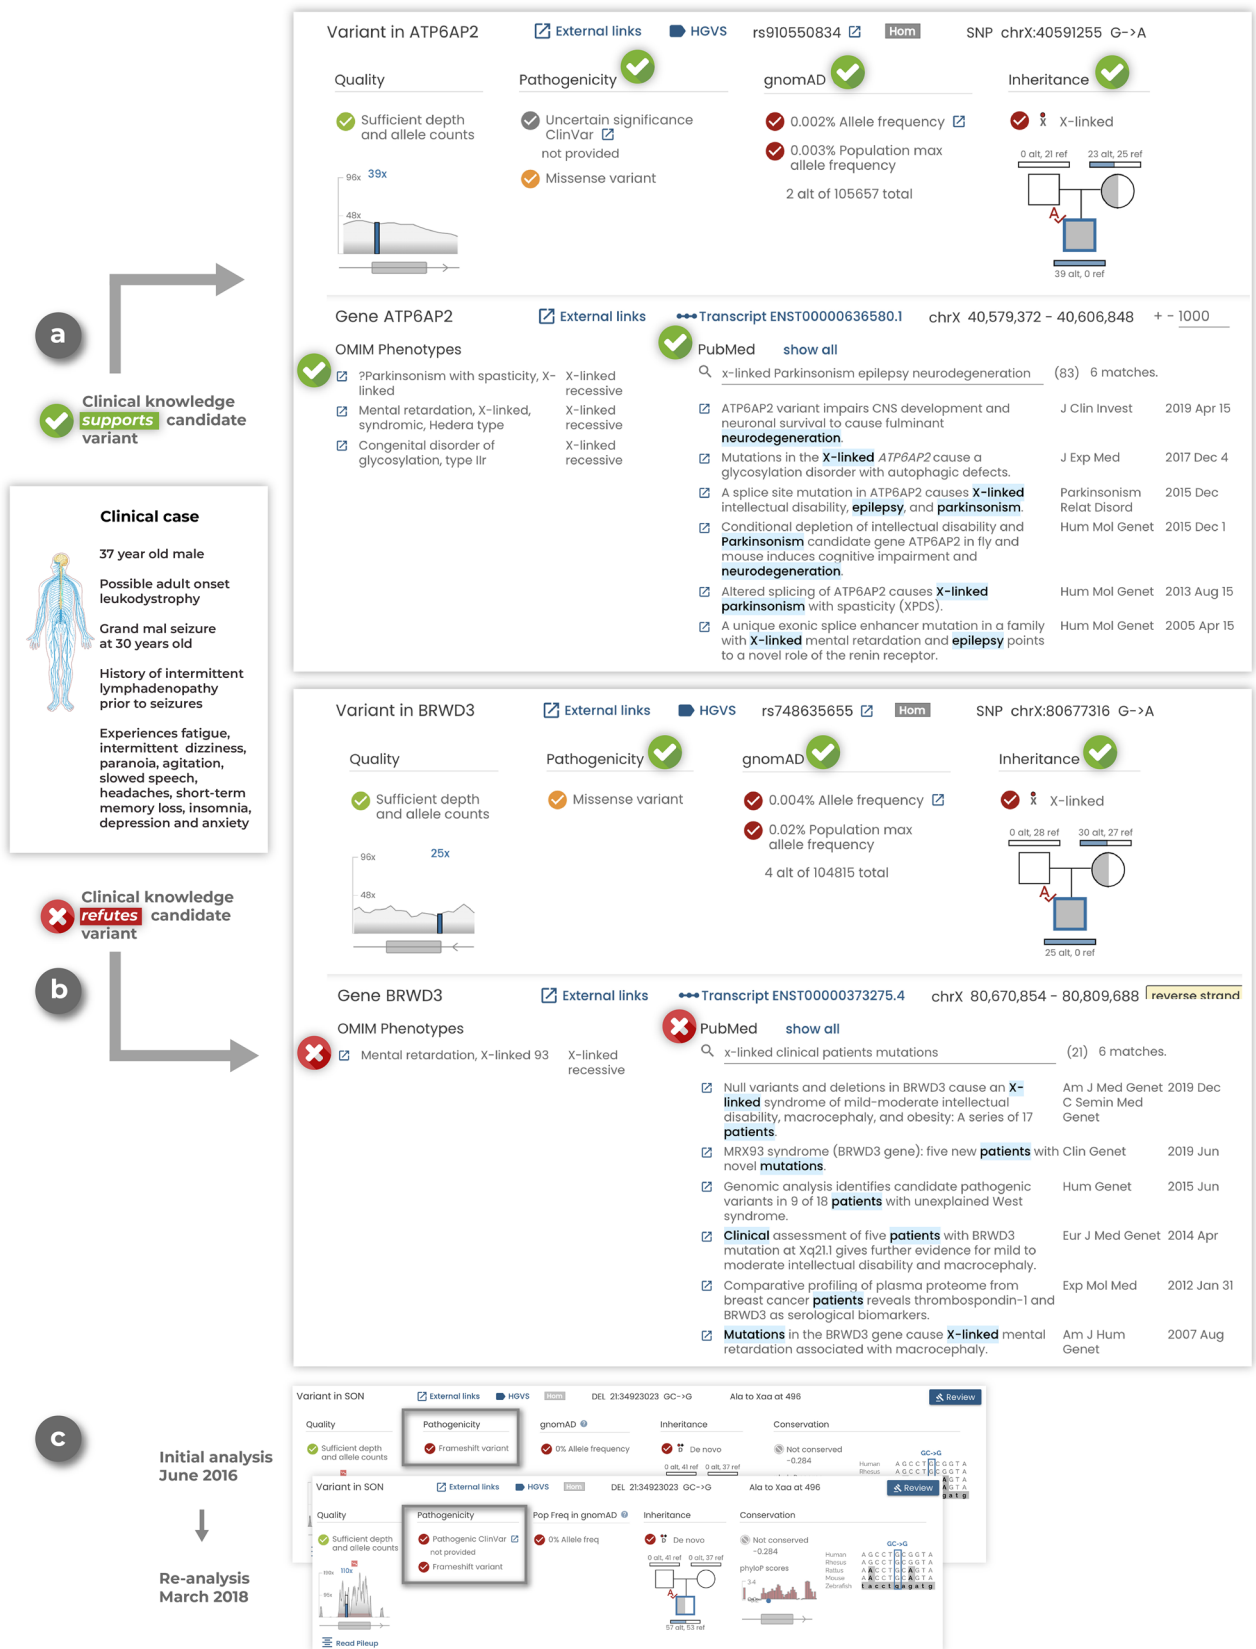 Variant in ATP6AP2 External links HGVS rs910550834 Hom SNP chrX:40591255 G->A
Quality Pathogenicity gnomAD Inheritance
Sufficient depth
and allele counts
96x 39x
48x
Uncertain significance
ClinVar
not provided
Missense variant
0.002% Allele frequency
0.003% Population max
allele frequency
2 alt of 105657 total
X
X-linked
0 alt, 21 ref 23 alt, 25 ref
A
39 alt, 0 ref
a
Clinical knowledge
supports candidate
variant
Gene ATP6AP2 External links Transcript ENST00000636580.1 chrX 40,579,372 - 40,606,848 + - 1000
OMIM Phenotypes
?Parkinsonism with spasticity, X-linked X-linked recessive
Mental retardation, X-linked, syndromic, Hedera type X-linked recessive
Congenital disorder of glycosylation, type IIr X-linked recessive
PubMed show all
x-linked Parkinsonism epilepsy neurodegeneration (83) 6 matches.
ATP6AP2 variant impairs CNS development and J Clin Invest 2019 Apr 15
neuronal survival to cause fulminant
neurodegeneration.
Mutations in the X-linked ATP6AP2 cause a J Exp Med 2017 Dec 4
glycosylation disorder with autophagic defects.
A splice site mutation in ATP6AP2 causes X-linked Parkinsonism 2015 Dec
intellectual disability, epilepsy, and parkinsonism. Relat Disord
Conditional depletion of intellectual disability and Hum Mol Genet 2015 Dec 1
Parkinsonism candidate gene ATP6AP2 in fly and
mouse induces cognitive impairment and
neurodegeneration.
Altered splicing of ATP6AP2 causes X-linked Hum Mol Genet 2013 Aug 15
parkinsonism with spasticity (XPDS).
A unique exonic splice enhancer mutation in a family Hum Mol Genet 2005 Apr 15
with X-linked mental retardation and epilepsy points
to a novel role of the renin receptor.
Clinical case
37 year old male
Possible adult onset
leukodystrophy
Grand mal seizure
at 30 years old
History of intermittent
lymphadenopathy
prior to seizures
Experiences fatigue,
intermittent dizziness,
paranoia, agitation,
slowed speech,
headaches, short-term
memory loss, insomnia,
depression and anxiety
Clinical knowledge
refutes candidate
variant
b
Variant in BRWD3 External links HGVS rs748635655 Hom SNP chrX:80677316 G->A
Quality Pathogenicity gnomAD Inheritance
Sufficient depth
and allele counts
96x 25x
48x
Missense variant
0.004% Allele frequency
0.02% Population max
allele frequency
4 alt of 104815 total
X
X-linked
0 alt, 28 ref 30 alt, 27 ref
A
25 alt, 0 ref
Gene BRWD3 External links Transcript ENST00000373275.4 chrX 80,670,854 - 80,809,688 reverse strand
OMIM Phenotypes
Mental retardation, X-linked 93 X-linked
recessive
PubMed show all
x-linked clinical patients mutations (21) 6 matches.
Null variants and deletions in BRWD3 cause an X- Am J Med Genet 2019 Dec
linked syndrome of mild-moderate intellectual C Semin Med
disability, macrocephaly, and obesity: A series of 17 Genet
patients.
MRX93 syndrome (BRWD3 gene): five new patients with Clin Genet 2019 Jun
novel mutations.
Genomic analysis identifies candidate pathogenic Hum Genet 2015 Jun
variants in 9 of 18 patients with unexplained West
syndrome.
Clinical assessment of five patients with BRWD3 Eur J Med Genet 2014 Apr
mutation at Xq21.1 gives further evidence for mild to
moderate intellectual disability and macrocephaly.
Comparative profiling of plasma proteome from Exp Mol Med 2012 Jan 31
breast cancer patients reveals thrombospondin-1 and
BRWD3 as serological biomarkers.
Mutations in the BRWD3 gene cause X-linked mental Am J Hum 2007 Aug
retardation associated with macrocephaly. Genet
c
Initial analysis
June 2016
Re-analysis
March 2018
Variant in SON External links HGVS Hom DEL 21:34923023 GC->G Ala to Xaa at 496 Review
Quality Pathogenicity gnomAD Inheritance Conservation
Sufficient depth
and allele counts
Frameshift variant
0% Allele frequency
D
De novo
0 alt, 41 ref 0 alt, 37 ref
Not conserved
-0.284
GC->G
Human A G C C T G C G G T A
Rhesus A G C C T G C
Variant in SON External links HGVS Hom DEL 21:34923023 GC->G Ala to Xaa at 496 Review
Quality Pathogenicity Pop Freq in gnomAD Inheritance Conservation
Sufficient depth
and allele counts
110x
Pathogenic ClinVar
not provided
Frameshift variant
0% Allele freq
D
De novo
0 alt, 41 ref 0 alt, 37 ref
A
57 alt, 53 ref
Not conserved
-0.284
phyloP scores
3.4
GC->G
Human A G C C T G C G G T A
Rhesus A G C C T G C G G T A
Rattus A A C C T G C A G T A
Mouse A A C C T G C A G T A
Zebrafish t a c c t g a g a t g
Read Pileup